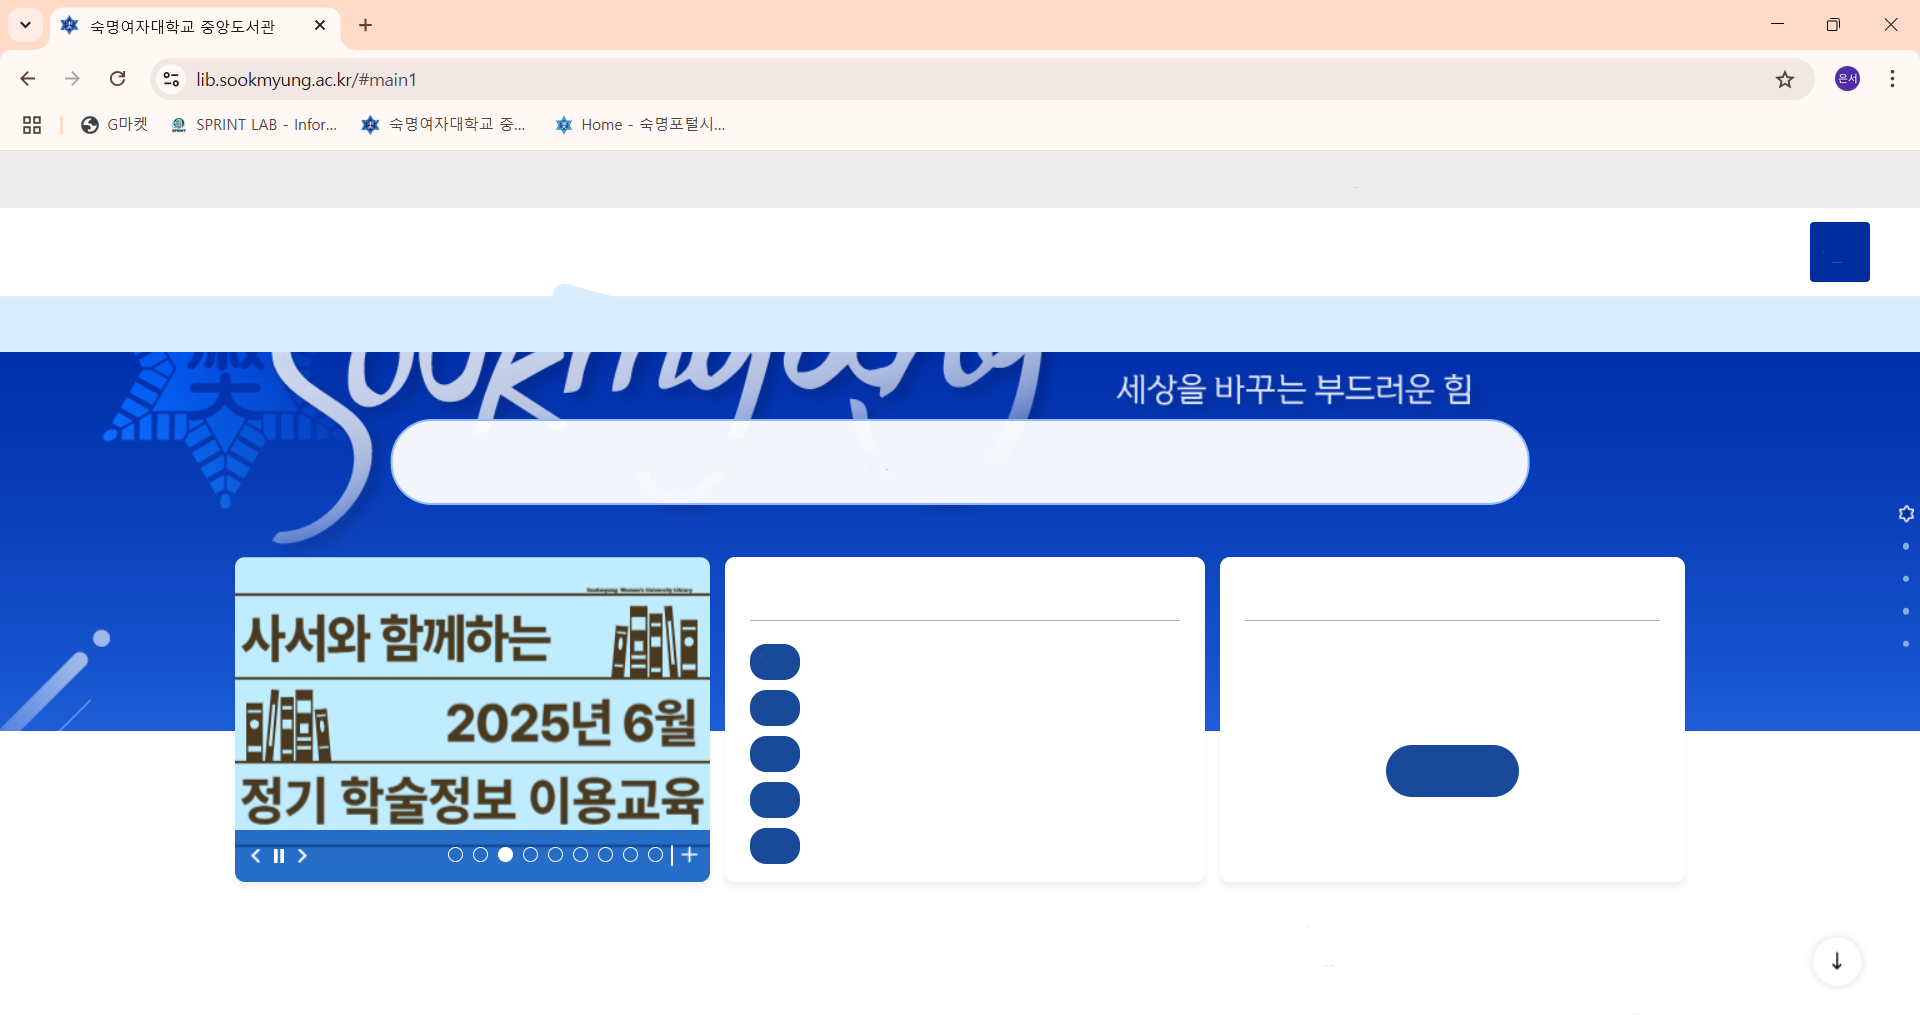 숙명여자대학교 중앙도서관
lib.sookmyung.ac.kr/#main1
은서
G마켓
SPRINT LAB - Infor...
숙명여자대학교 중...
Home - 숙명포털시...
Sookmyung
세상을 바꾸는 부드러운 힘
Sookmyung Women's University Library
사서와 함께하는
2025년 6월
정기 학술정보 이용교육